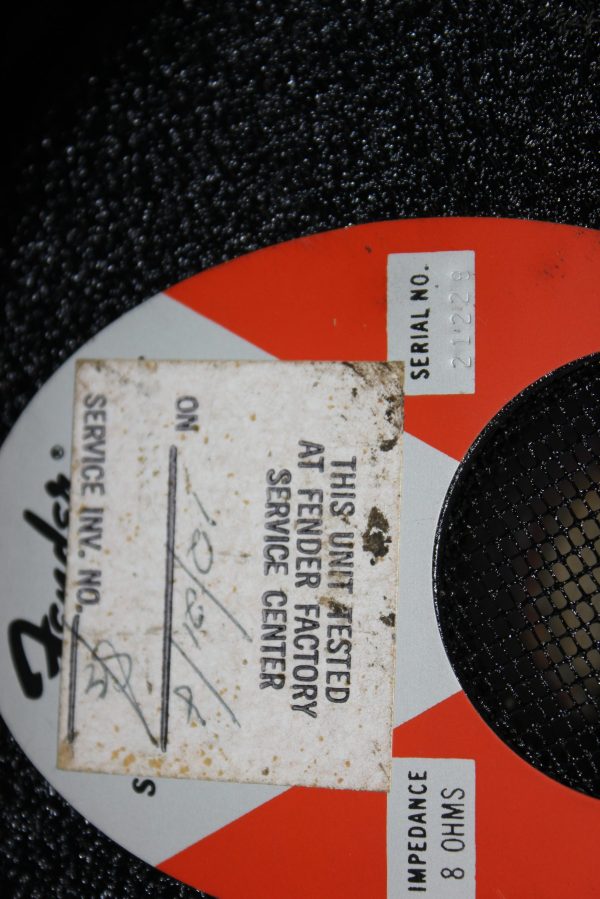 Fender®
S
SERIAL NO.
21229
IMPEDANCE
8 OHMS
THIS UNIT TESTED
AT FENDER FACTORY
SERVICE CENTER
ON
SERVICE INV. NO.